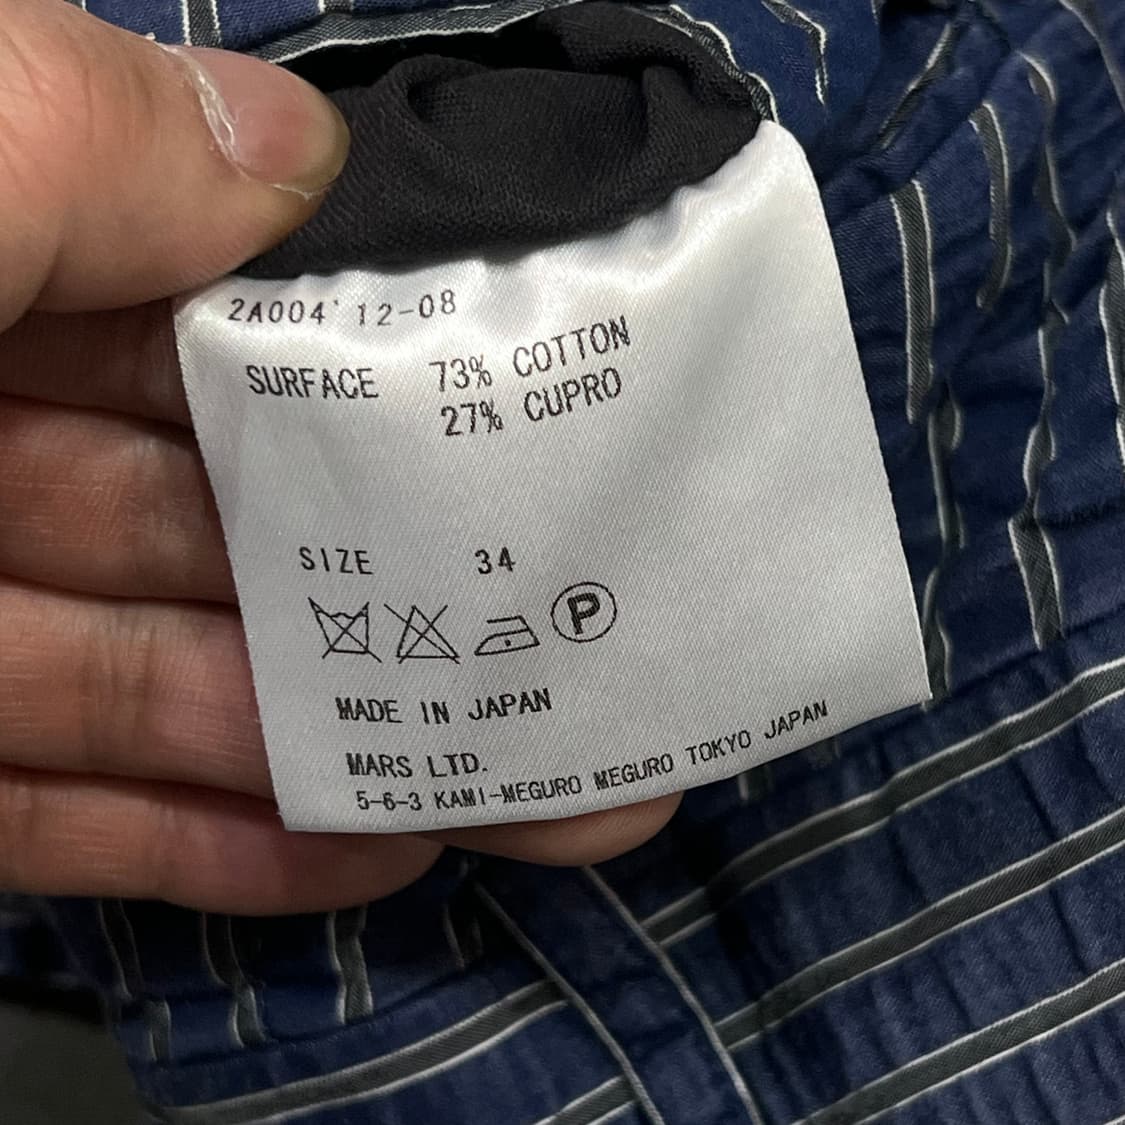 2A004' 12-08
SURFACE 73% COTTON
27% CUPRO
SIZE 34
P
MADE IN JAPAN
MARS LTD.
5-6-3 KAMI-MEGURO MEGURO TOKYO JAPAN